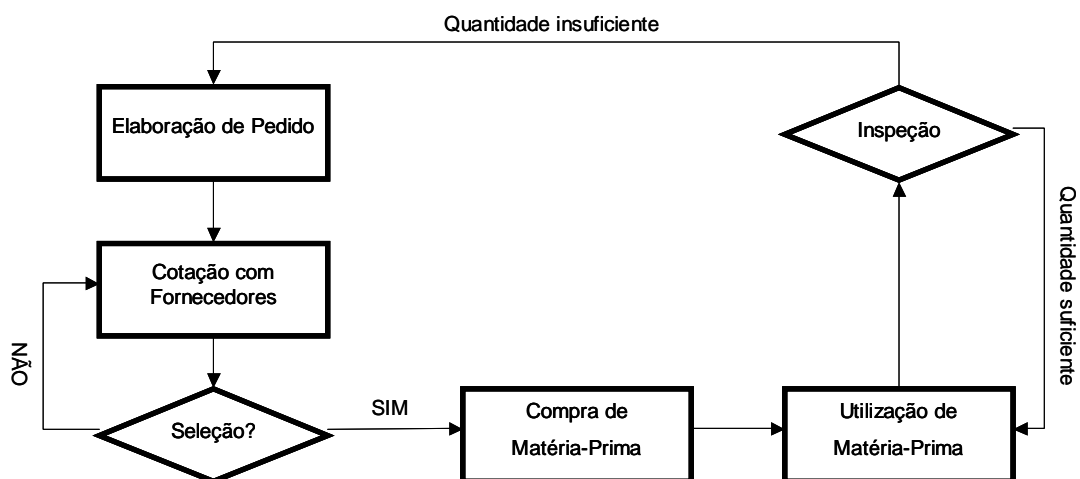 Quantidade insuficiente
Elaboração de Pedido
Inspeção
Quantidade suficiente
Cotação com
Fornecedores
NÃO
Seleção?
SIM
Compra de
Matéria-Prima
Utilização de
Matéria-Prima